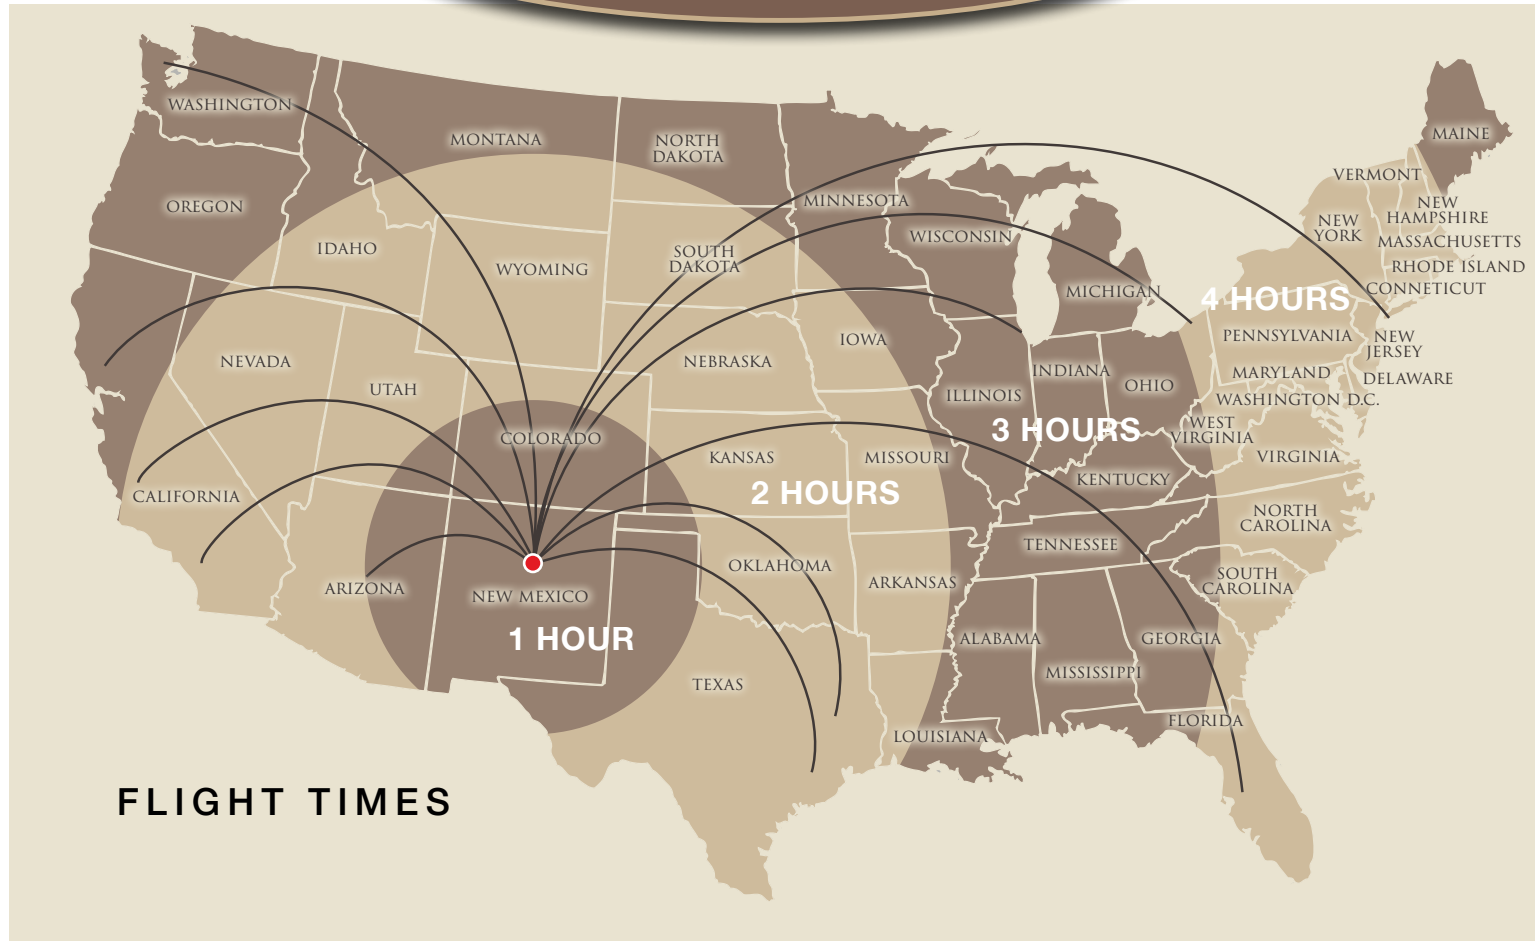 WASHINGTON
MONTANA
NORTH
DAKOTA
MAINE
OREGON
IDAHO
WYOMING
SOUTH
DAKOTA
MINNESOTA
WISCONSIN
MICHIGAN
VERMONT
NEW
HAMPSHIRE
NEW
YORK
MASSACHUSETTS
RHODE ISLAND
CONNETICUT
4 HOURS
PENNSYLVANIA
NEW
JERSEY
NEVADA
UTAH
NEBRASKA
IOWA
ILLINOIS
INDIANA
OHIO
MARYLAND
DELAWARE
WASHINGTON D.C.
COLORADO
KANSAS
MISSOURI
3 HOURS
WEST
VIRGINIA
VIRGINIA
KENTUCKY
2 HOURS
CALIFORNIA
NORTH
CAROLINA
TENNESSEE
ARIZONA
NEW MEXICO
OKLAHOMA
ARKANSAS
SOUTH
CAROLINA
1 HOUR
ALABAMA
MISSISSIPPI
GEORGIA
TEXAS
LOUISIANA
FLORIDA
FLIGHT TIMES